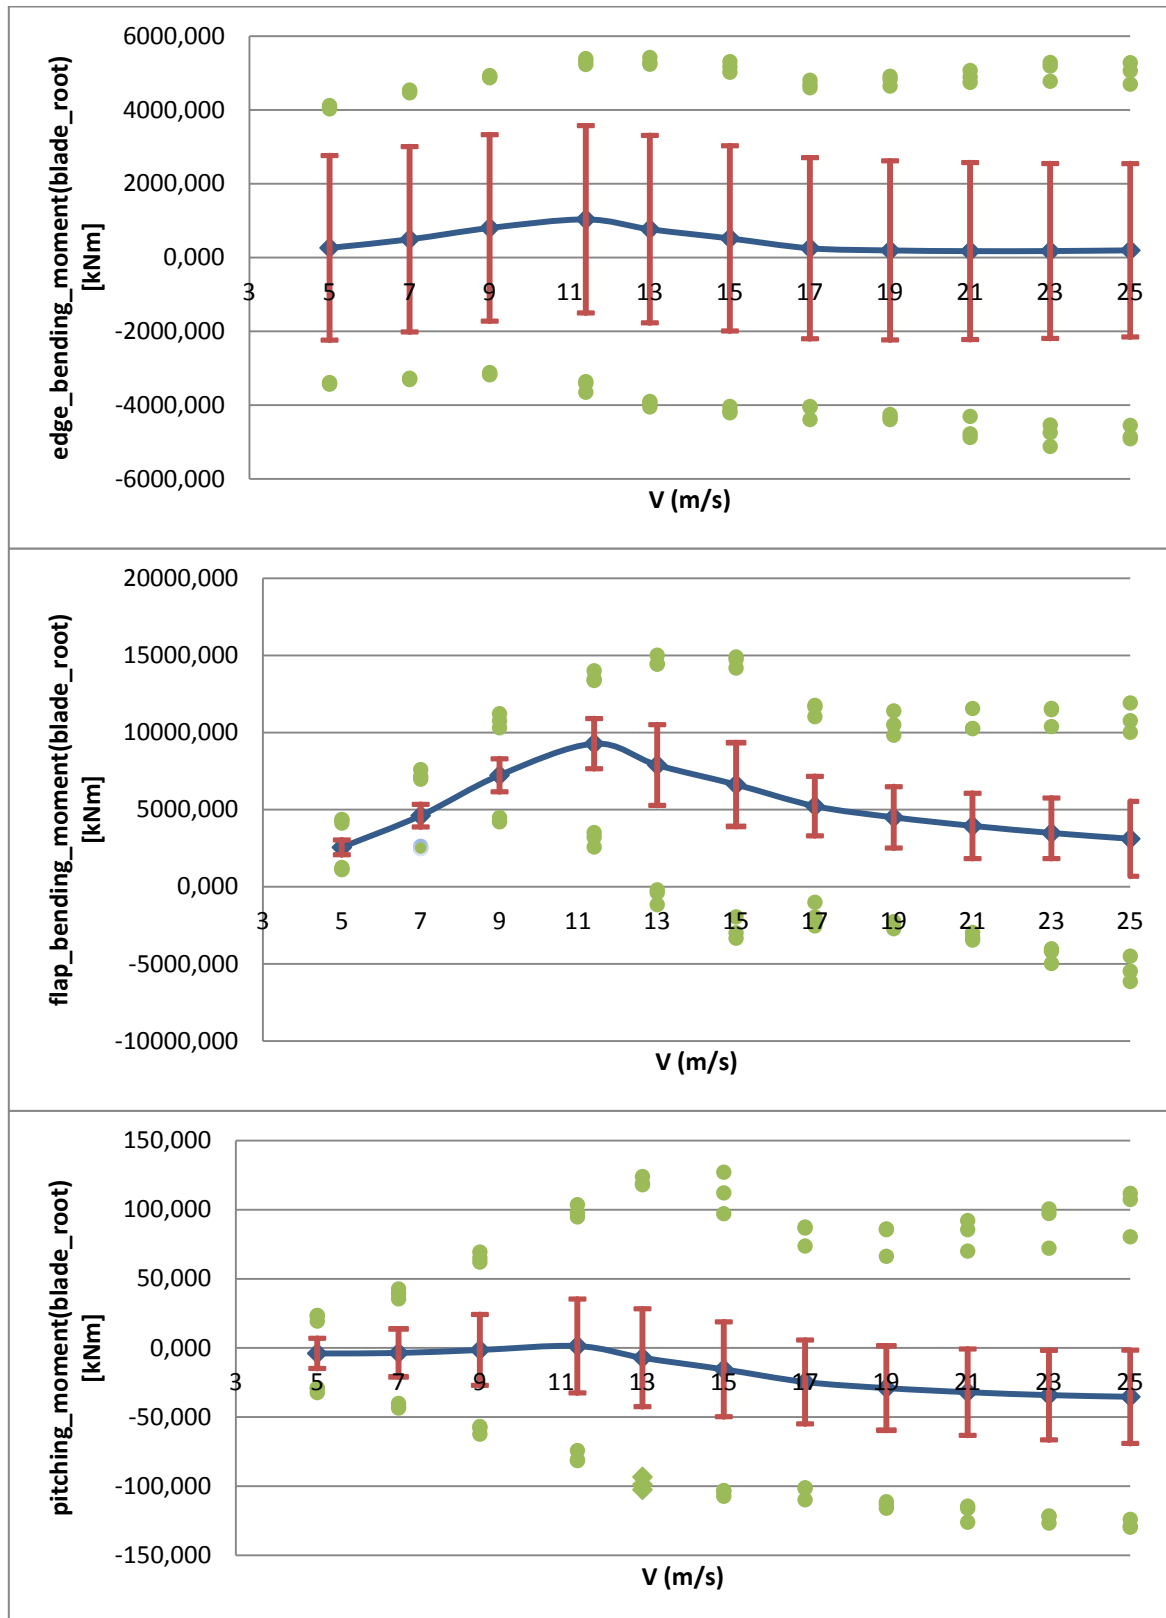 6000,000
4000,000
2000,000
0,000
-2000,000
-4000,000
-6000,000
edge_bending_moment(blade_root)
[kNm]
3 5 7 9 11 13 15 17 19 21 23 25
V (m/s)
20000,000
15000,000
10000,000
5000,000
0,000
-5000,000
-10000,000
flap_bending_moment(blade_root)
[kNm]
3 5 7 9 11 13 15 17 19 21 23 25
V (m/s)
150,000
100,000
50,000
0,000
-50,000
-100,000
-150,000
pitching_moment(blade_root)
[kNm]
3 5 7 9 11 13 15 17 19 21 23 25
V (m/s)